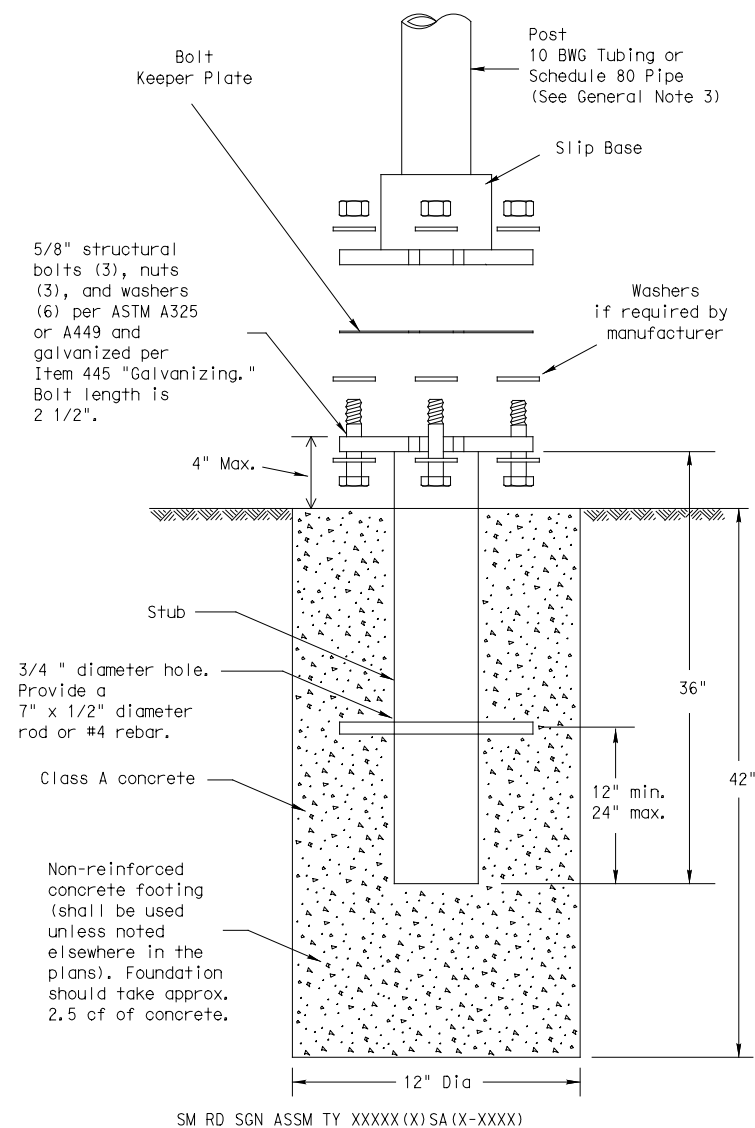 Post
10 BWG Tubing or
Schedule 80 Pipe
(See General Note 3)
Bolt
Keeper Plate
Slip Base
5/8" structural
bolts (3), nuts
(3), and washers
(6) per ASTM A325
or A449 and
galvanized per
Item 445 "Galvanizing."
Bolt length is
2 1/2".
Washers
if required by
manufacturer
4" Max.
Stub
3/4 " diameter hole.
Provide a
7" x 1/2" diameter
rod or #4 rebar.
36"
Class A concrete
12" min.
24" max.
42"
Non-reinforced
concrete footing
(shall be used
unless noted
elsewhere in the
plans). Foundation
should take approx.
2.5 cf of concrete.
12" Dia
SM RD SGN ASSM TY XXXXX(X)SA(X-XXXX)